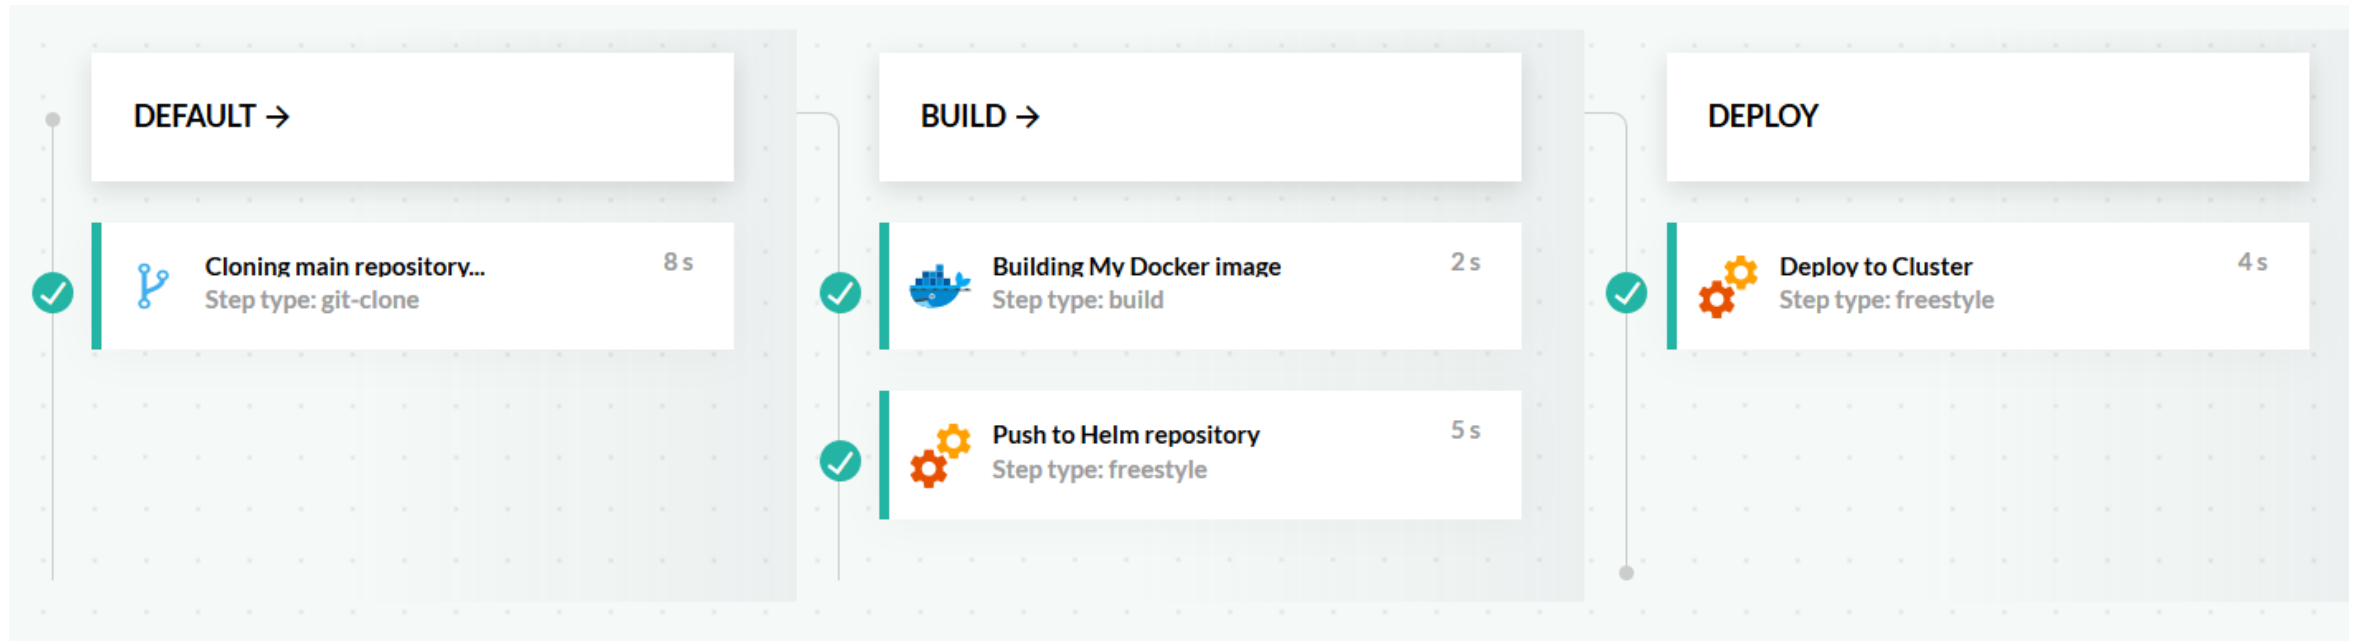 DEFAULT →
Cloning main repository...
8 s
Step type: git-clone
BUILD →
Building My Docker image
2 s
Step type: build
Push to Helm repository
5 s
Step type: freestyle
DEPLOY
Deploy to Cluster
4 s
Step type: freestyle